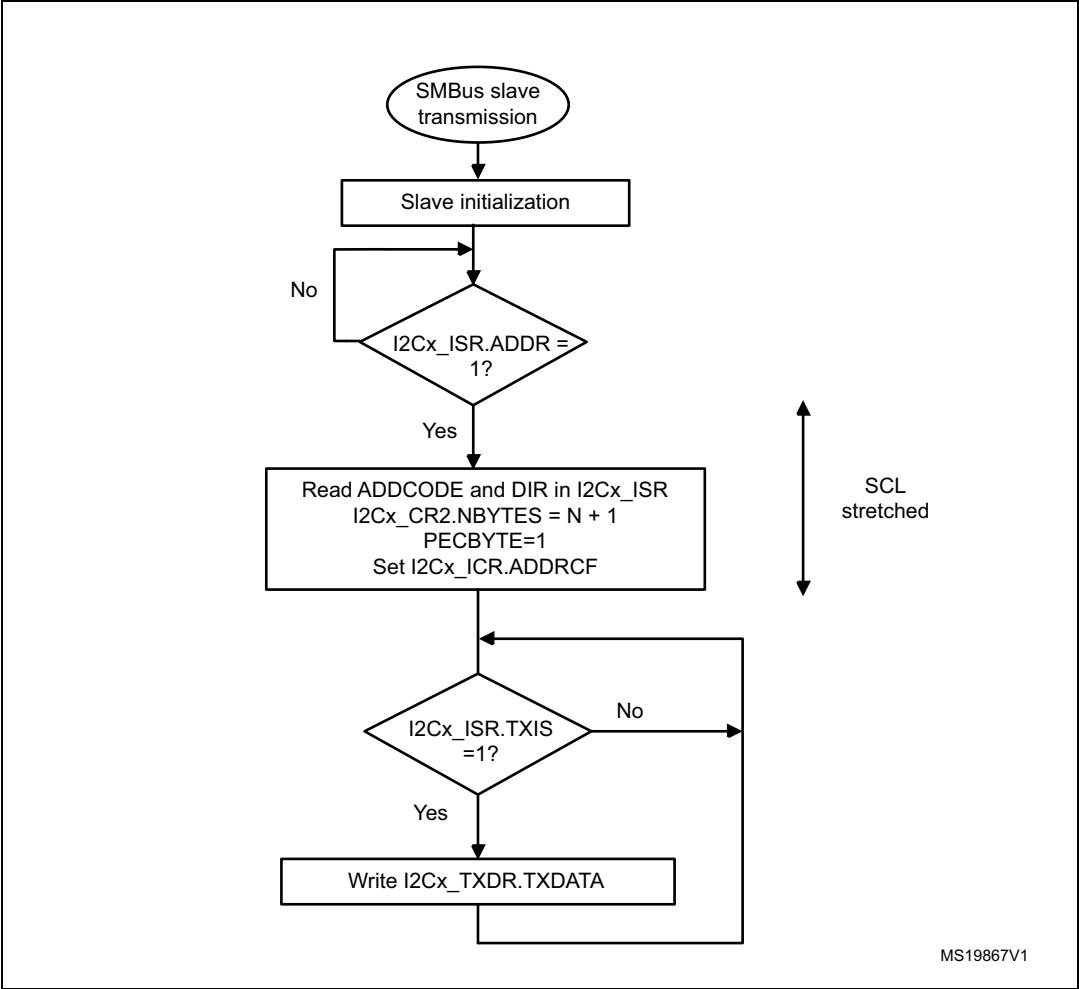 SMBus slave
transmission
Slave initialization
No
I2Cx_ISR.ADDR =
1?
Yes
SCL
stretched
Read ADDCODE and DIR in I2Cx_ISR
I2Cx_CR2.NBYTES = N + 1
PECBYTE=1
Set I2Cx_ICR.ADDRCF
I2Cx_ISR.TXIS
=1?
No
Yes
Write I2Cx_TXDR.TXDATA
MS19867V1